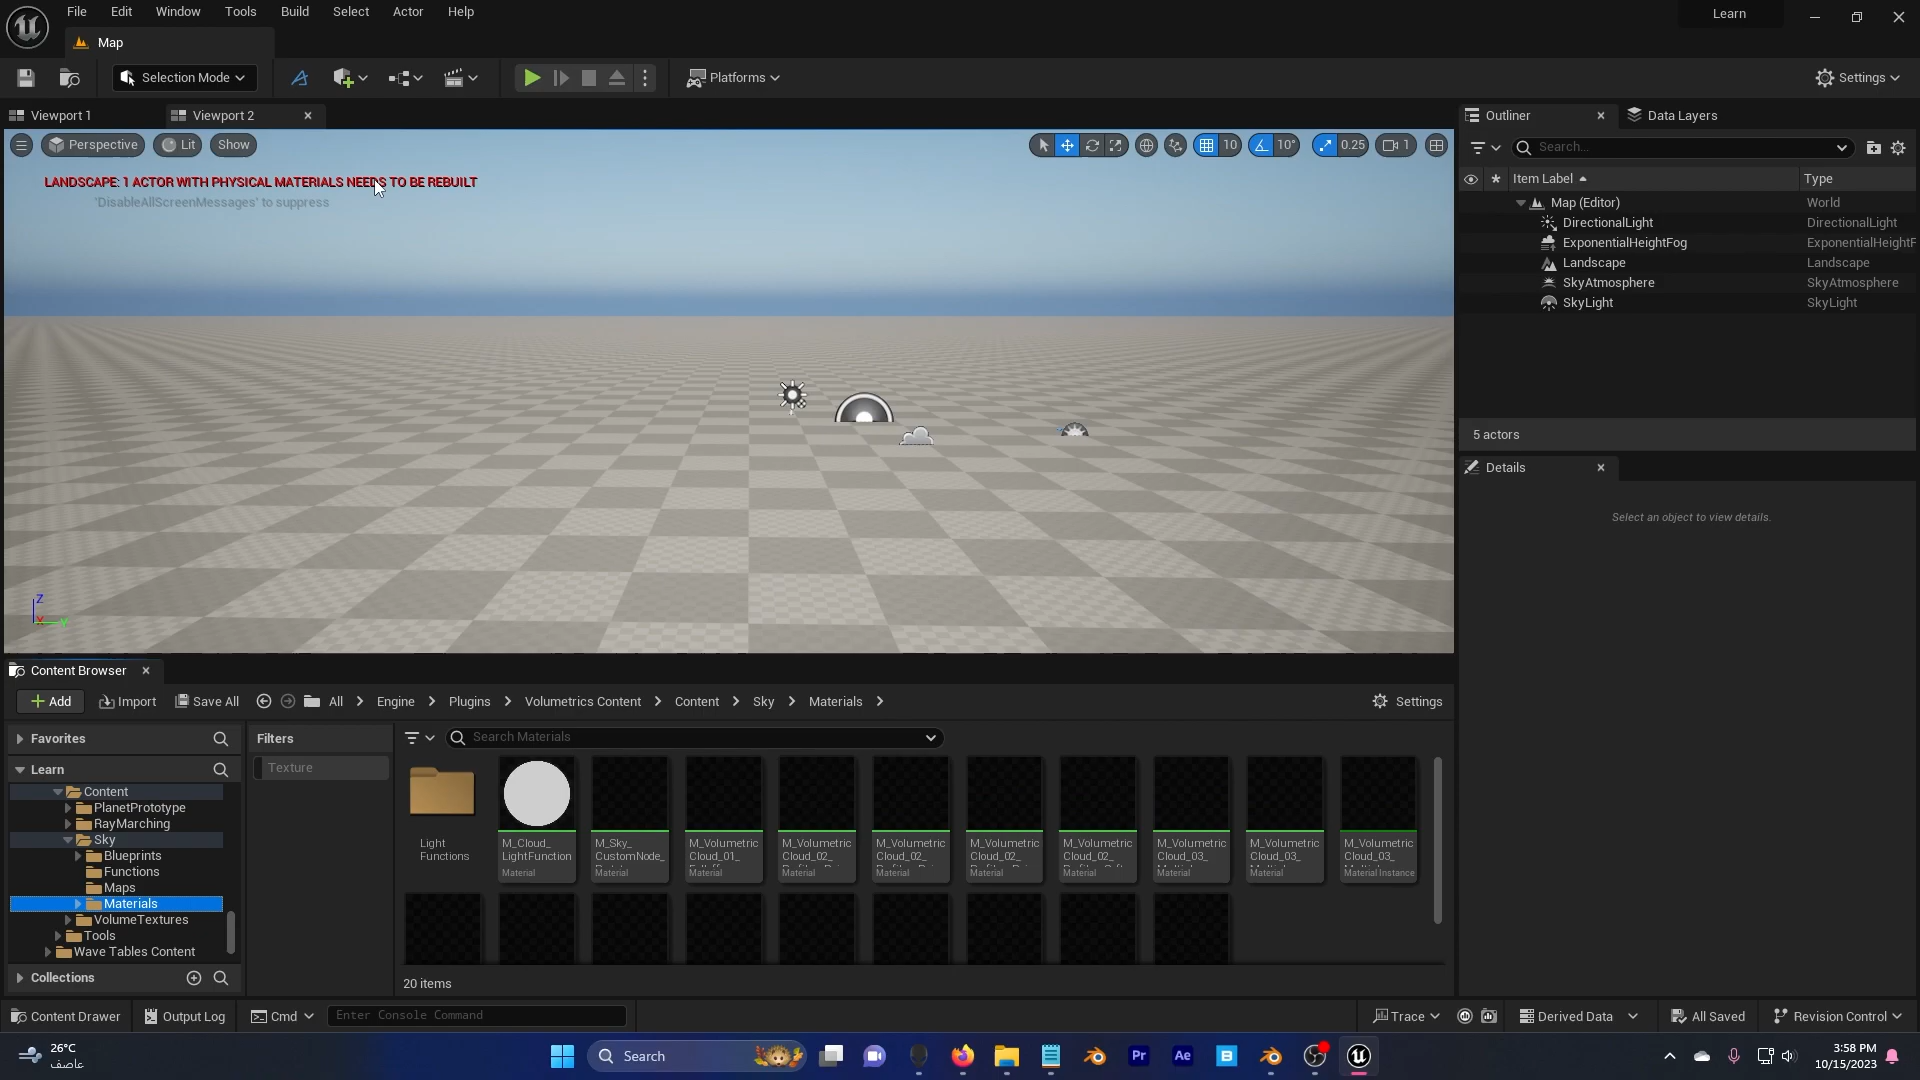 File Edit Window Tools Build Select Actor Help
Learn
Map
Selection Mode
Platforms
Settings
Viewport 1
Viewport 2
Outliner
Data Layers
Perspective
Lit
Show
10
10°
0.25
1
LANDSCAPE: 1 ACTOR WITH PHYSICAL MATERIALS NEEDS TO BE REBUILT
'DisableAllScreenMessages' to suppress
Search...
Item Label
Type
Map (Editor)
World
DirectionalLight
DirectionalLight
ExponentialHeightFog
ExponentialHeightF
Landscape
Landscape
SkyAtmosphere
SkyAtmosphere
SkyLight
SkyLight
5 actors
Details
Select an object to view details.
Z
X
Y
Content Browser
Add
Import
Save All
All
Engine
Plugins
Volumetrics Content
Content
Sky
Materials
Settings
Favorites
Learn
Content
PlanetPrototype
RayMarching
Sky
Blueprints
Functions
Maps
Materials
VolumeTextures
Tools
Wave Tables Content
Collections
Filters
Texture
Search Materials
Light
Functions
M_Cloud_
LightFunction
Material
M_Sky_
CustomNode_
Material
M_Volumetric
Cloud_01_
Material
M_Volumetric
Cloud_02_
Material
M_Volumetric
Cloud_02_
Material
M_Volumetric
Cloud_02_
Material
M_Volumetric
Cloud_02_
Material
M_Volumetric
Cloud_03_
Material
M_Volumetric
Cloud_03_
Material
M_Volumetric
Cloud_03_
Material Instance
20 items
Content Drawer
Output Log
Cmd
Enter Console Command
Trace
Derived Data
All Saved
Revision Control
26°C
عاصف
Search
Pr
Ae
B
3:58 PM
10/15/2023